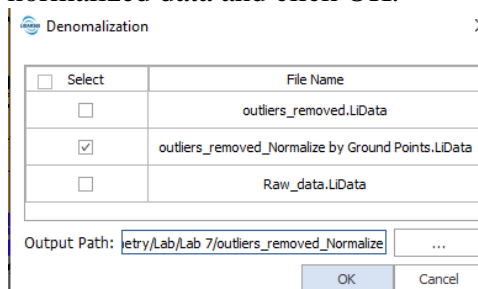 normalized data and click OK.
Denomalization
Select File Name
outliers_removed.LiData
outliers_removed_Normalize by Ground Points.LiData
Raw_data.LiData
Output Path: etry/Lab/Lab 7/outliers_removed_Normalize ...
OK Cancel